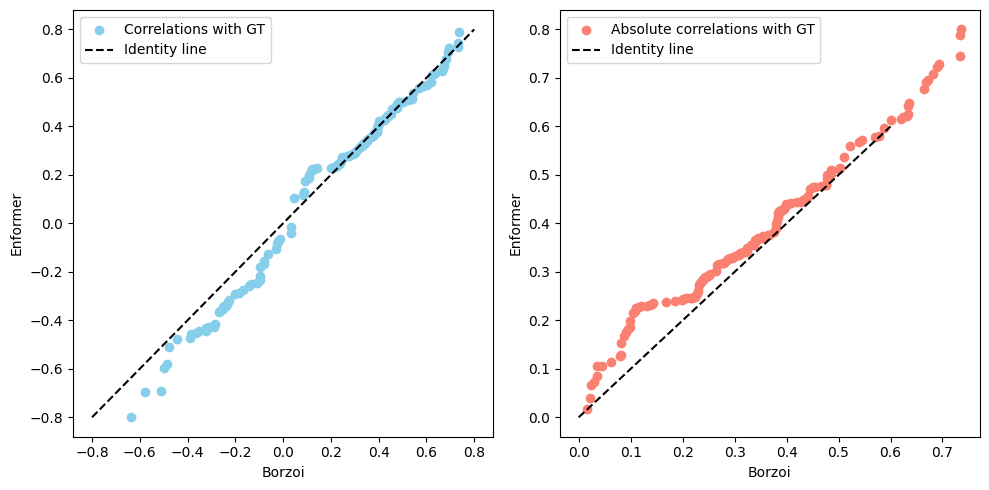 Correlations with GT
Identity line
0.8
0.6
0.4
0.2
0.0
−0.2
−0.4
−0.6
−0.8
Enformer
−0.8 −0.6 −0.4 −0.2 0.0 0.2 0.4 0.6 0.8
Borzoi
Absolute correlations with GT
Identity line
0.8
0.7
0.6
0.5
0.4
0.3
0.2
0.1
0.0
Enformer
0.0 0.1 0.2 0.3 0.4 0.5 0.6 0.7
Borzoi